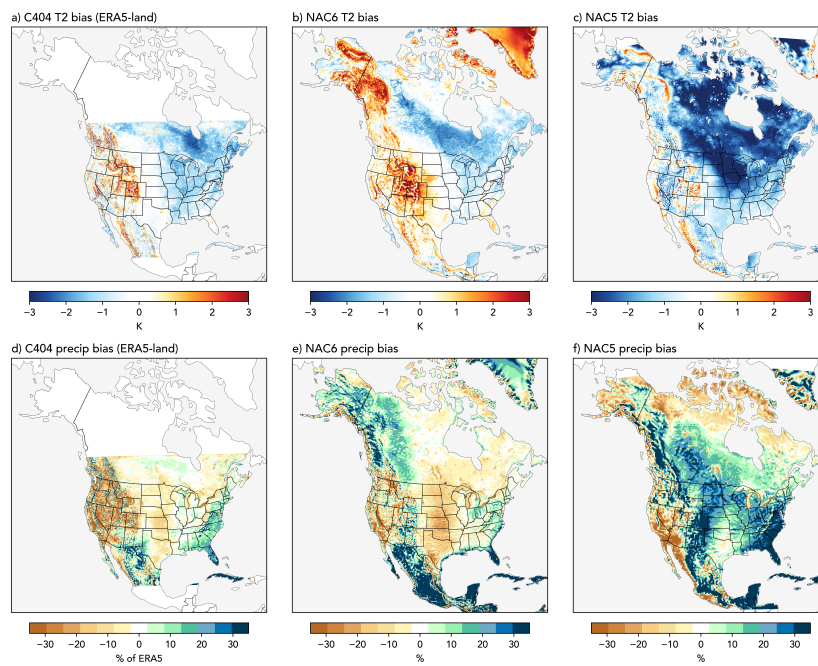 a) C404 T2 bias (ERA5-land) b) NAC6 T2 bias c) NAC5 T2 bias
−3 −2 −1 0 1 2 3 −3 −2 −1 0 1 2 3 −3 −2 −1 0 1 2 3
K K K
d) C404 precip bias (ERA5-land) e) NAC6 precip bias f) NAC5 precip bias
−30 −20 −10 0 10 20 30 −30 −20 −10 0 10 20 30 −30 −20 −10 0 10 20 30
% of ERA5 % %